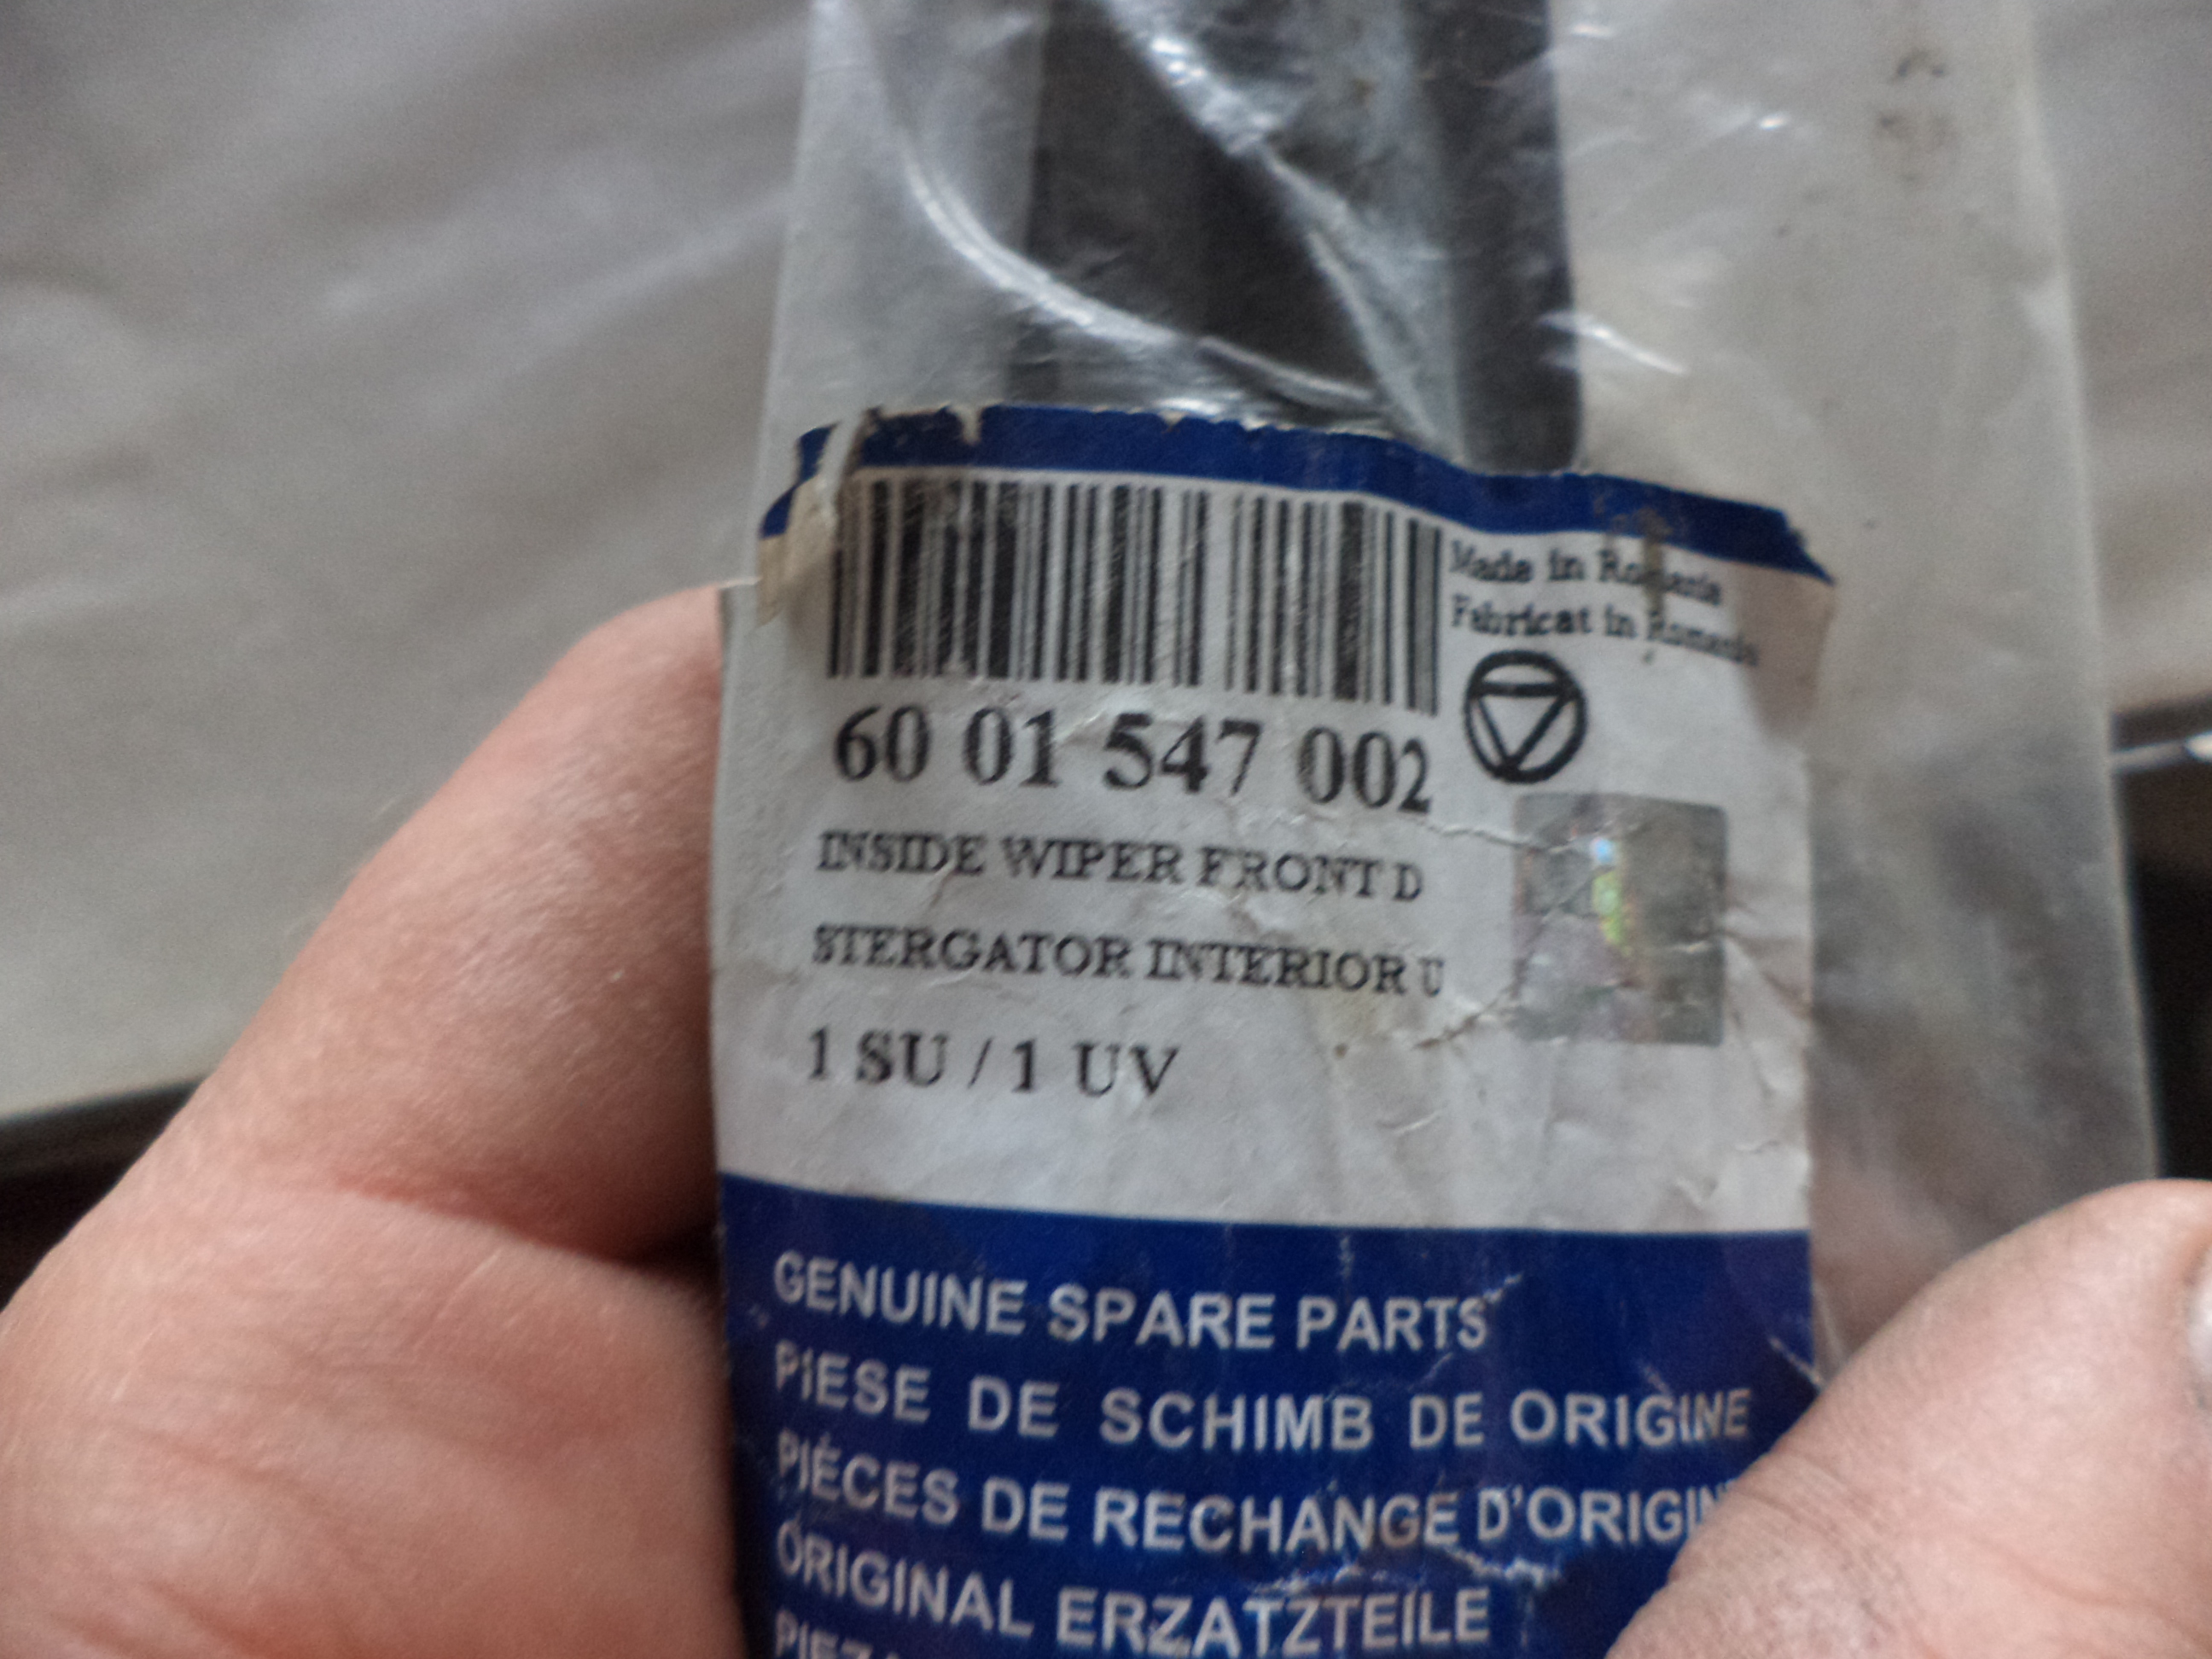 Made in Romania
Fabricat in Romania
60 01 547 002
INSIDE WIPER FRONT D
STERGATOR INTERIOR U
1 SU / 1 UV
GENUINE SPARE PARTS
PIESE DE SCHIMB DE ORIGINE
PIÈCES DE RECHANGE D'ORIGIN
ORIGINAL ERZATZTEILE